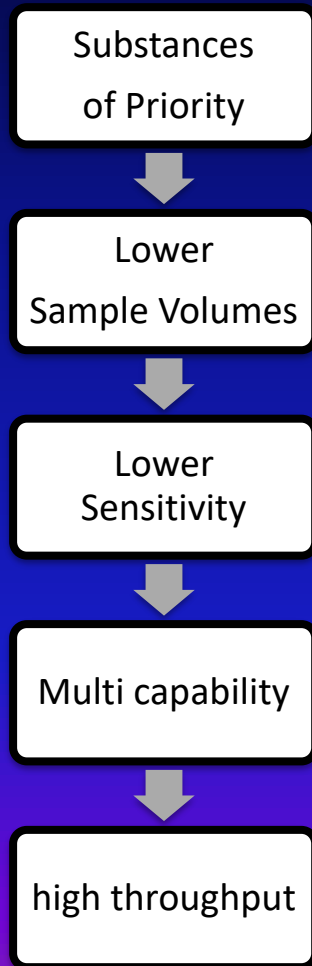 Substances
of Priority
Lower
Sample Volumes
Lower
Sensitivity
Multi capability
high throughput